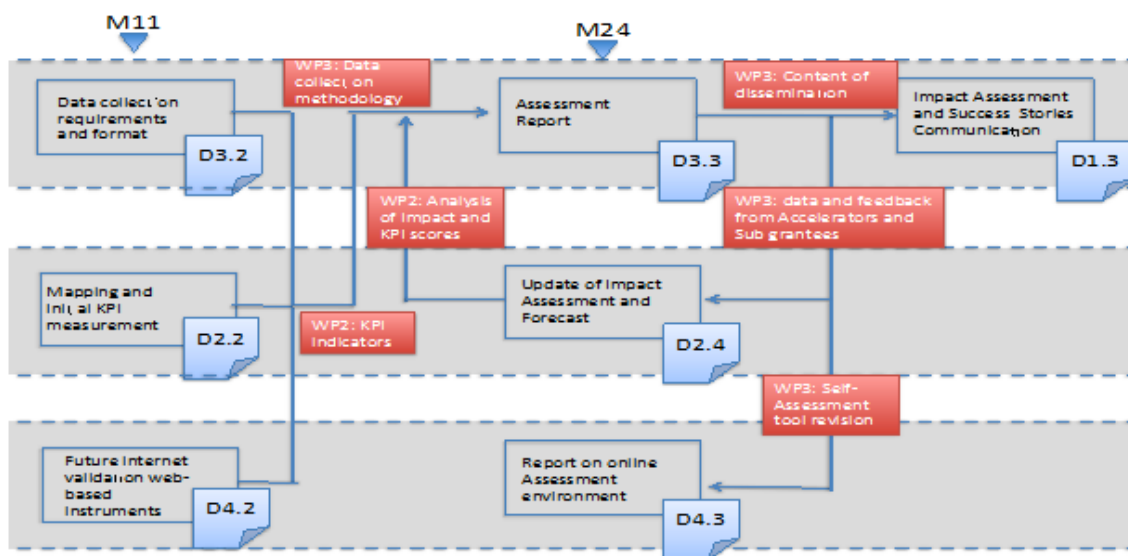 M11
M24
WP3: Data
collection
methodology
WP3: Content of
dissemination
Data collection
requirements
and format
D3.2
Assessment
Report
D3.3
Impact Assessment
and Success Stories
Communication
D1.3
WP2: Analysis
of Impact and
KPI scores
WP3: data and feedback
from Accelerators and
Sub grantees
Mapping and
Initial KPI
measurement
D2.2
WP2: KPI
Indicators
Update of Impact
Assessment and
Forecast
D2.4
WP3: Self-
Assessment
tool revision
Future Internet
validation web-
based
Instruments
D4.2
Report on online
Assessment
environment
D4.3